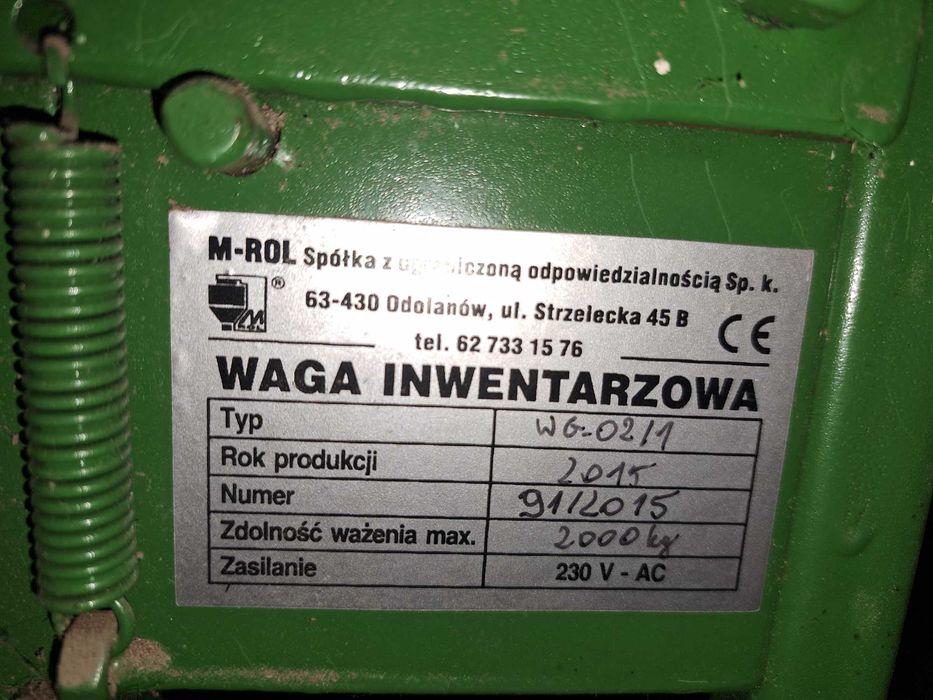 M-ROL Spółka z ograniczoną odpowiedzialnością Sp. k.
®
63-430 Odolanów, ul. Strzelecka 45 B
tel. 62 733 15 76
CE
WAGA INWENTARZOWA
Typ WG-02/1
Rok produkcji 2015
Numer 91/2015
Zdolność ważenia max. 2000 kg
Zasilanie 230 V - AC